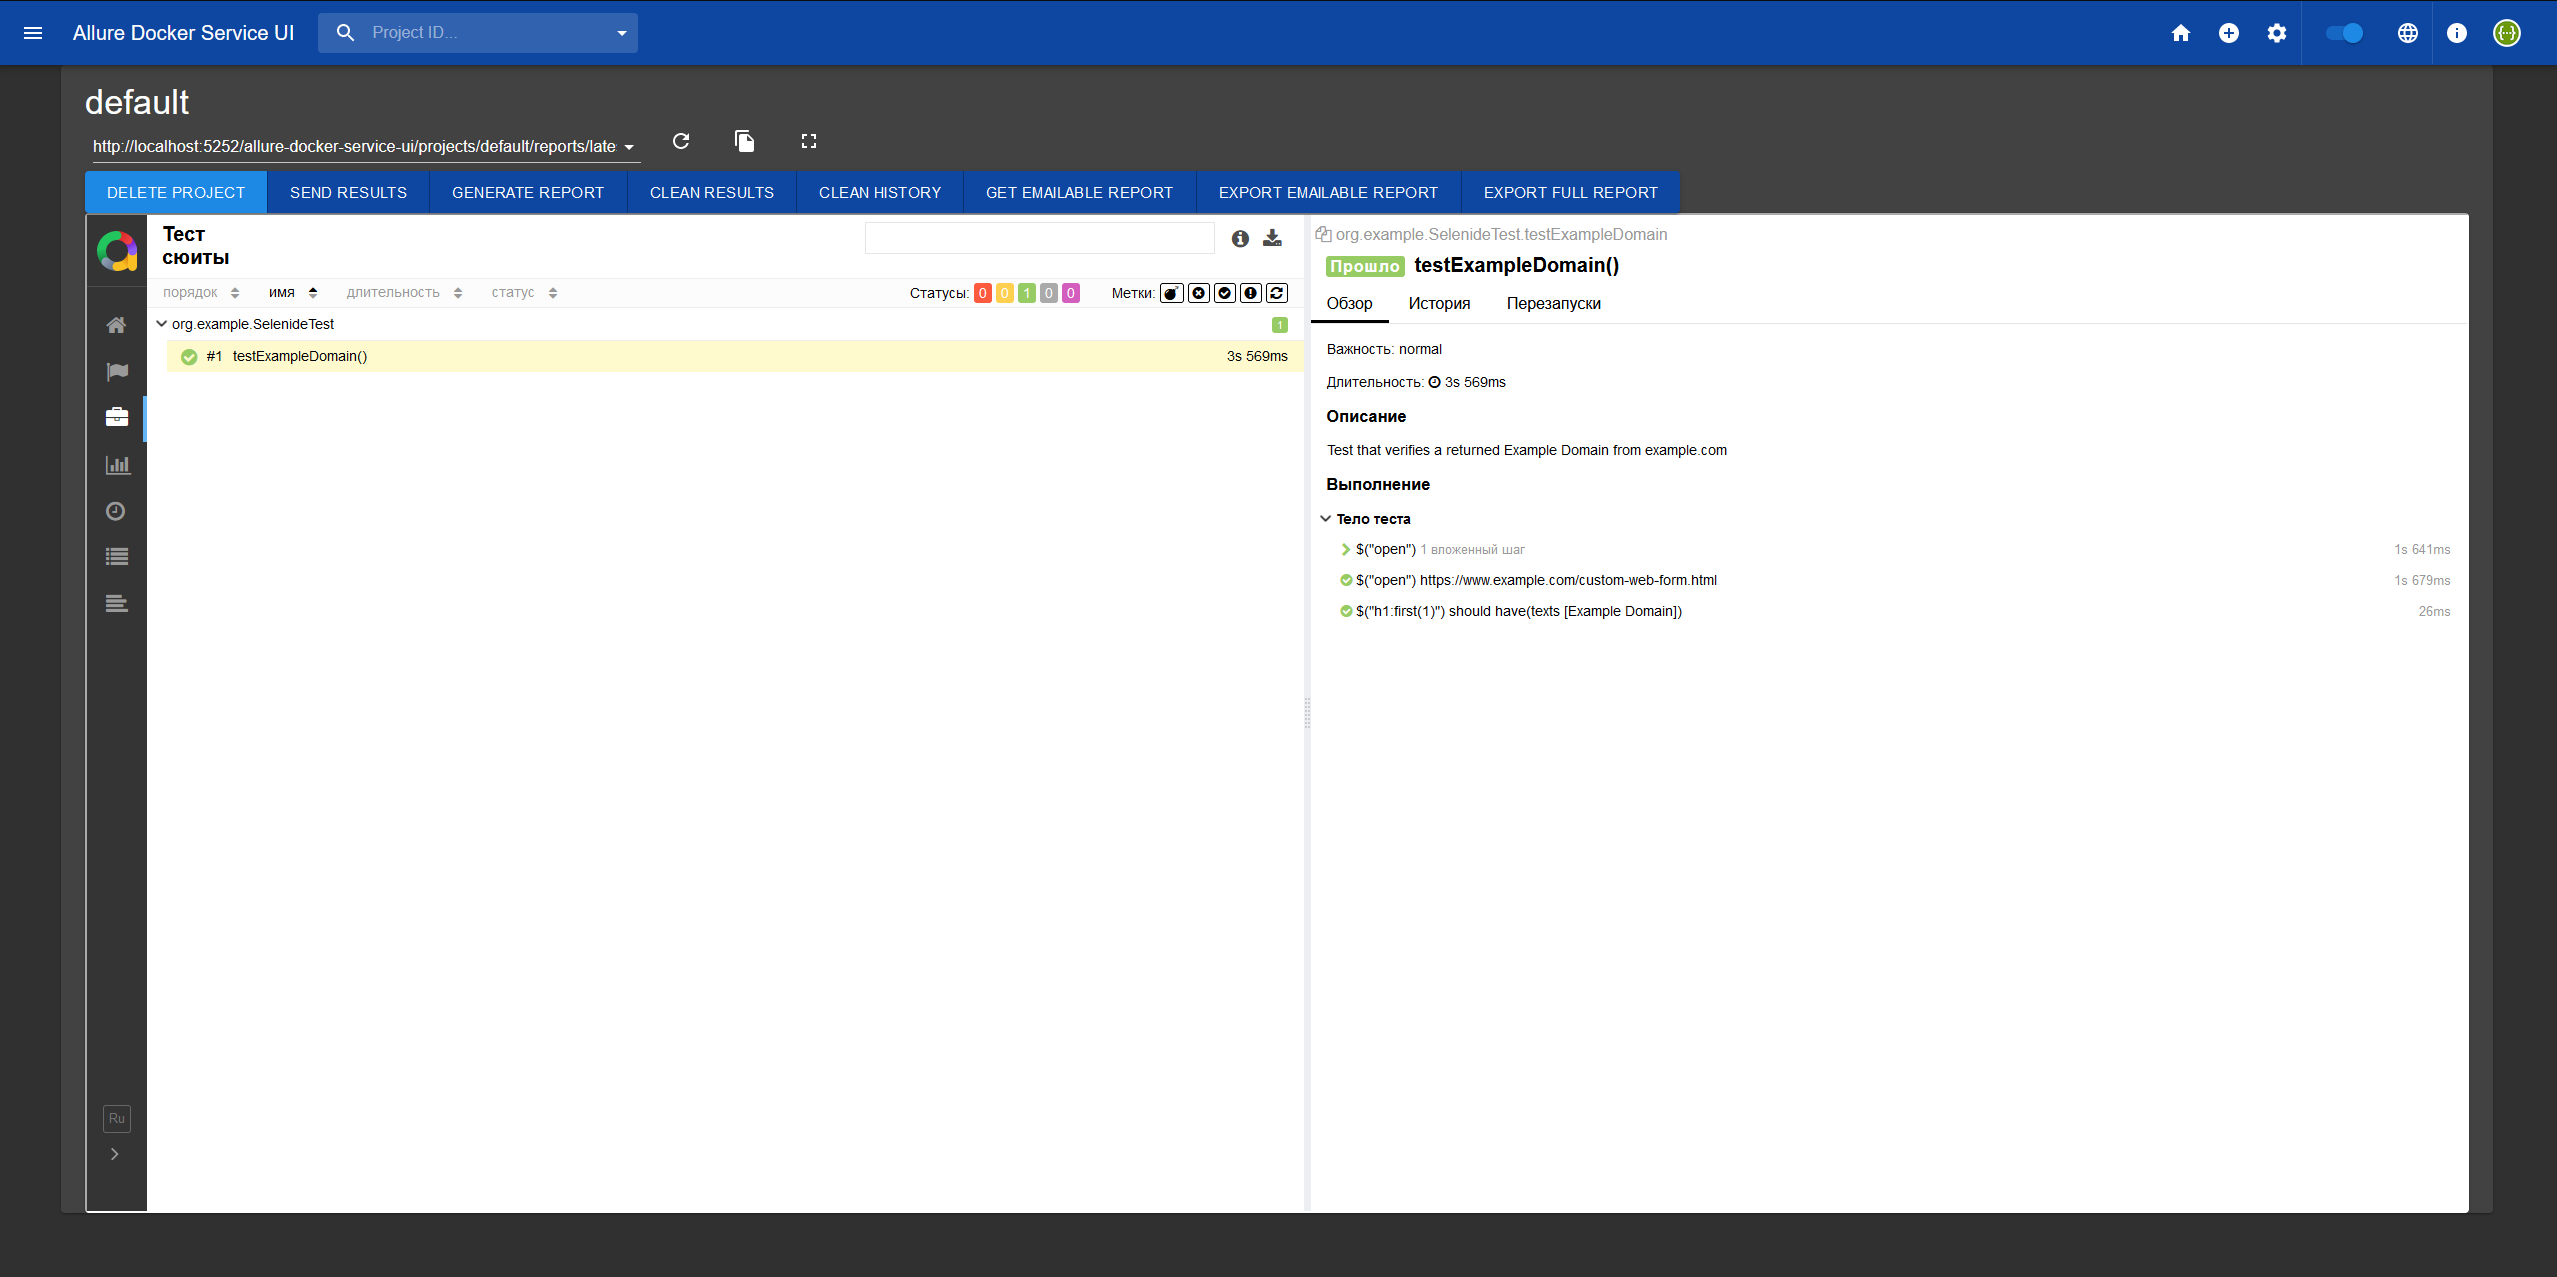 Allure Docker Service UI
Project ID...
default
http://localhost:5252/allure-docker-service-ui/projects/default/reports/late
DELETE PROJECT
SEND RESULTS
GENERATE REPORT
CLEAN RESULTS
CLEAN HISTORY
GET EMAILABLE REPORT
EXPORT EMAILABLE REPORT
EXPORT FULL REPORT
Тест
сюиты
порядок имя длительность статус
Статусы: 0 0 1 0 0 Метки:
org.example.SelenideTest 1
#1 testExampleDomain() 3s 569ms
Ru
org.example.SelenideTest.testExampleDomain
Прошло testExampleDomain()
Обзор История Перезапуски
Важность: normal
Длительность: 3s 569ms
Описание
Test that verifies a returned Example Domain from example.com
Выполнение
Тело теста
$("open") 1 вложенный шаг 1s 641ms
$("open") https://www.example.com/custom-web-form.html 1s 679ms
$("h1:first(1)") should have(texts [Example Domain]) 26ms